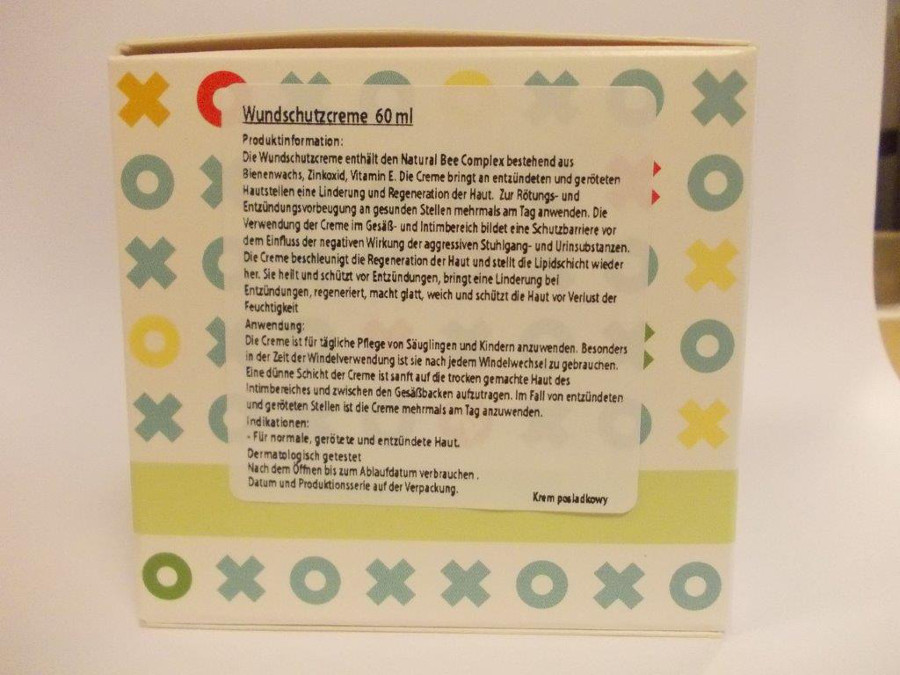 Wundschutzcreme 60 ml
Produktinformation:
Die Wundschutzcreme enthält den Natural Bee Complex bestehend aus
Bienenwachs, Zinkoxid, Vitamin E. Die Creme bringt an entzündeten und geröteten
Hautstellen eine Linderung und Regeneration der Haut. Zur Rötungs- und
Entzündungsvorbeugung an gesunden Stellen mehrmals am Tag anwenden. Die
Verwendung der Creme im Gesäß- und Intimbereich bildet eine Schutzbarriere vor
dem Einfluss der negativen Wirkung der aggressiven Stuhlgang- und Urinsubstanzen.
Die Creme beschleunigt die Regeneration der Haut und stellt die Lipidschicht wieder
her. Sie heilt und schützt vor Entzündungen, bringt eine Linderung bei
Entzündungen, regeneriert, macht glatt, weich und schützt die Haut vor Verlust der
Feuchtigkeit
Anwendung:
Die Creme ist für tägliche Pflege von Säuglingen und Kindern anzuwenden. Besonders
in der Zeit der Windelverwendung ist sie nach jedem Windelwechsel zu gebrauchen.
Eine dünne Schicht der Creme ist sanft auf die trocken gemachte Haut des
Intimbereiches und zwischen den Gesäßbacken aufzutragen. Im Fall von entzündeten
und geröteten Stellen ist die Creme mehrmals am Tag anzuwenden.
Indikationen:
- Für normale, gerötete und entzündete Haut.
Dermatologisch getestet
Nach dem Öffnen bis zum Ablaufdatum verbrauchen .
Datum und Produktionsserie auf der Verpackung.
Krem posladkowy